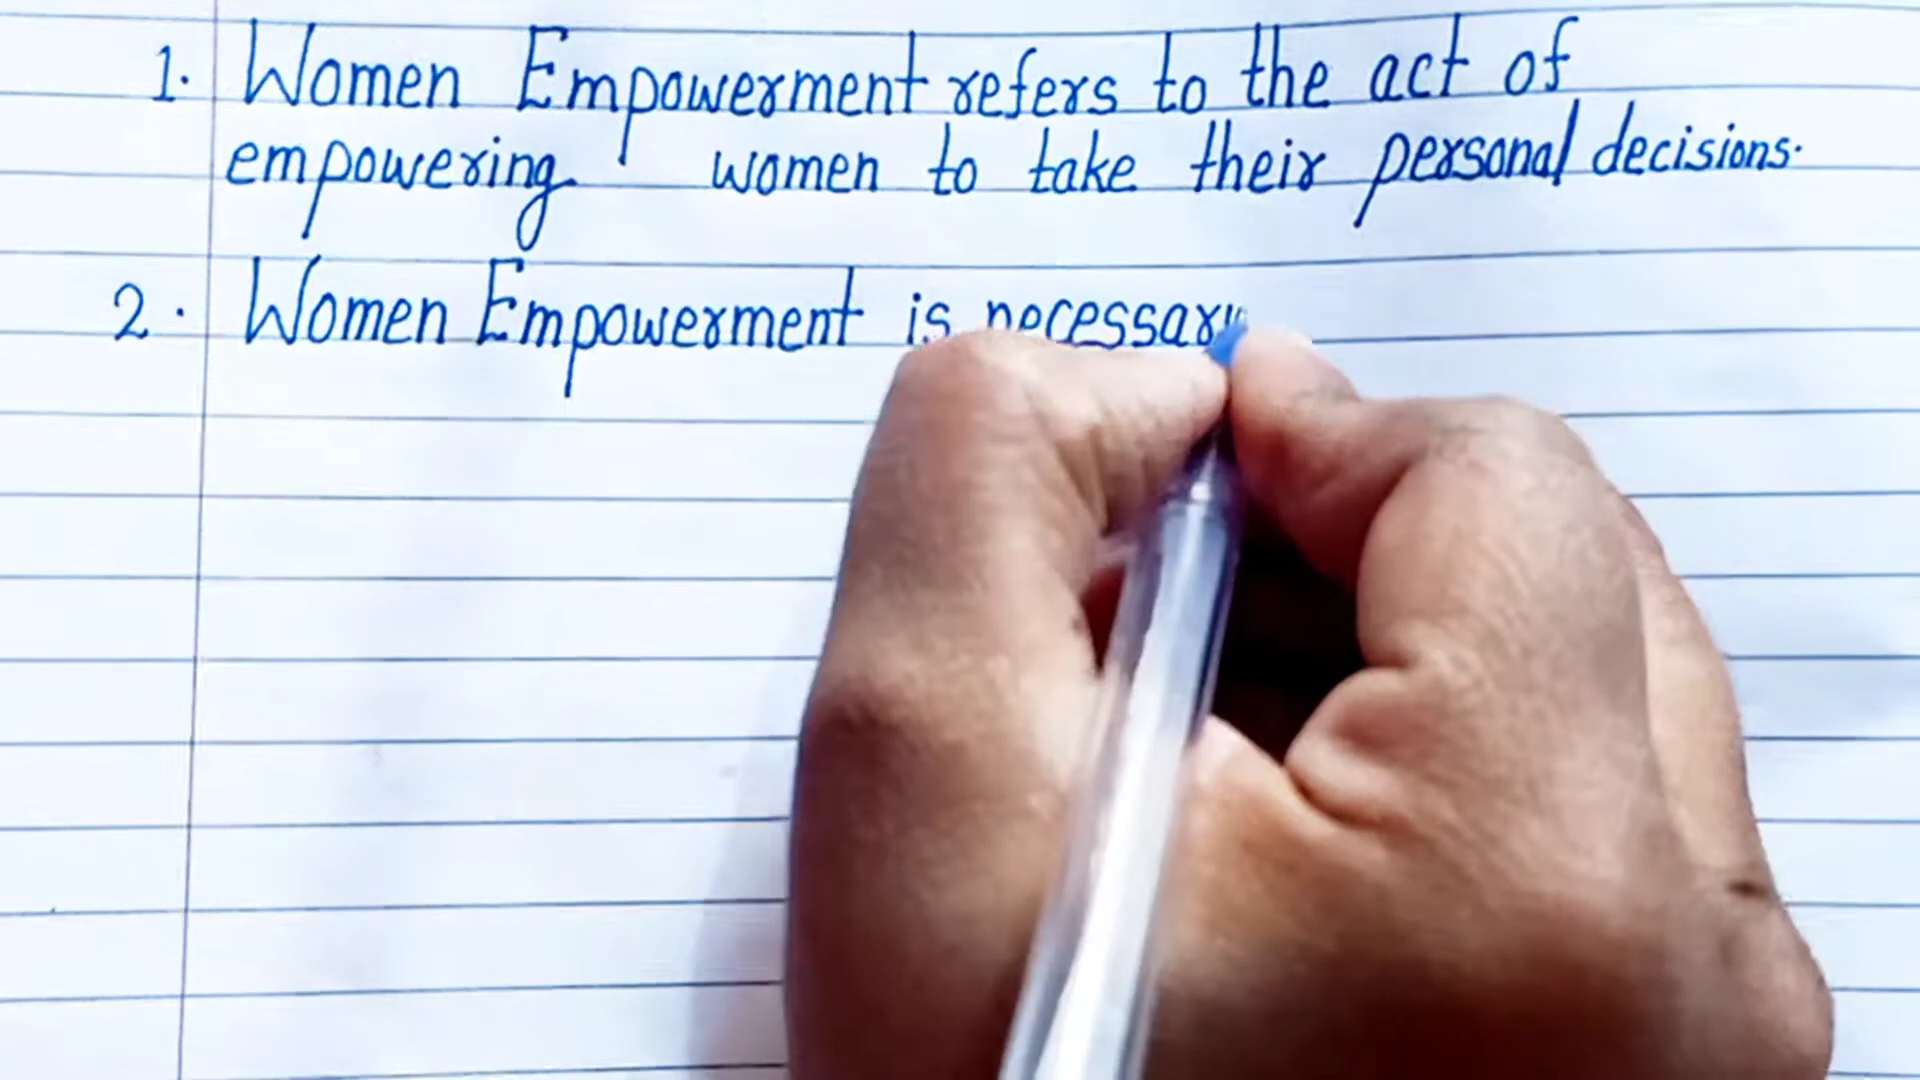 1. Women Empowerment refers to the act of
empowering women to take their personal decisions.
2. Women Empowerment is necessary